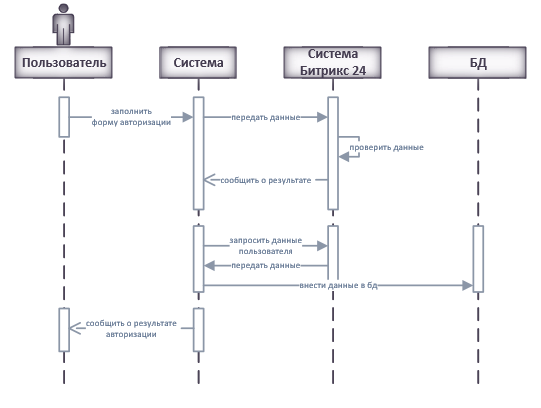 Пользователь
Система
Система
Битрикс 24
БД
заполнить
форму авторизации
передать данные
проверить данные
сообщить о результате
запросить данные
пользователя
передать данные
внести данные в бд
сообщить о результате
авторизации